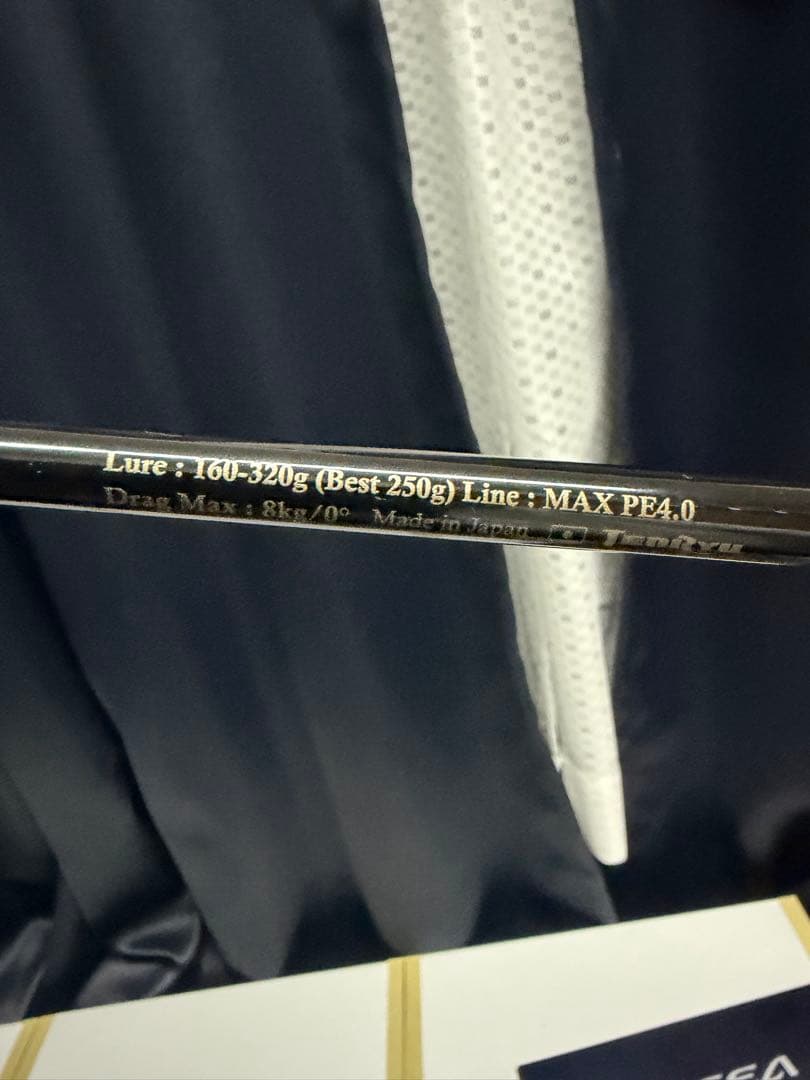 Lure : 160-320g (Best 250g) Line : MAX PE4.0
Drag Max : 8kg/0° Made in Japan Tenryu